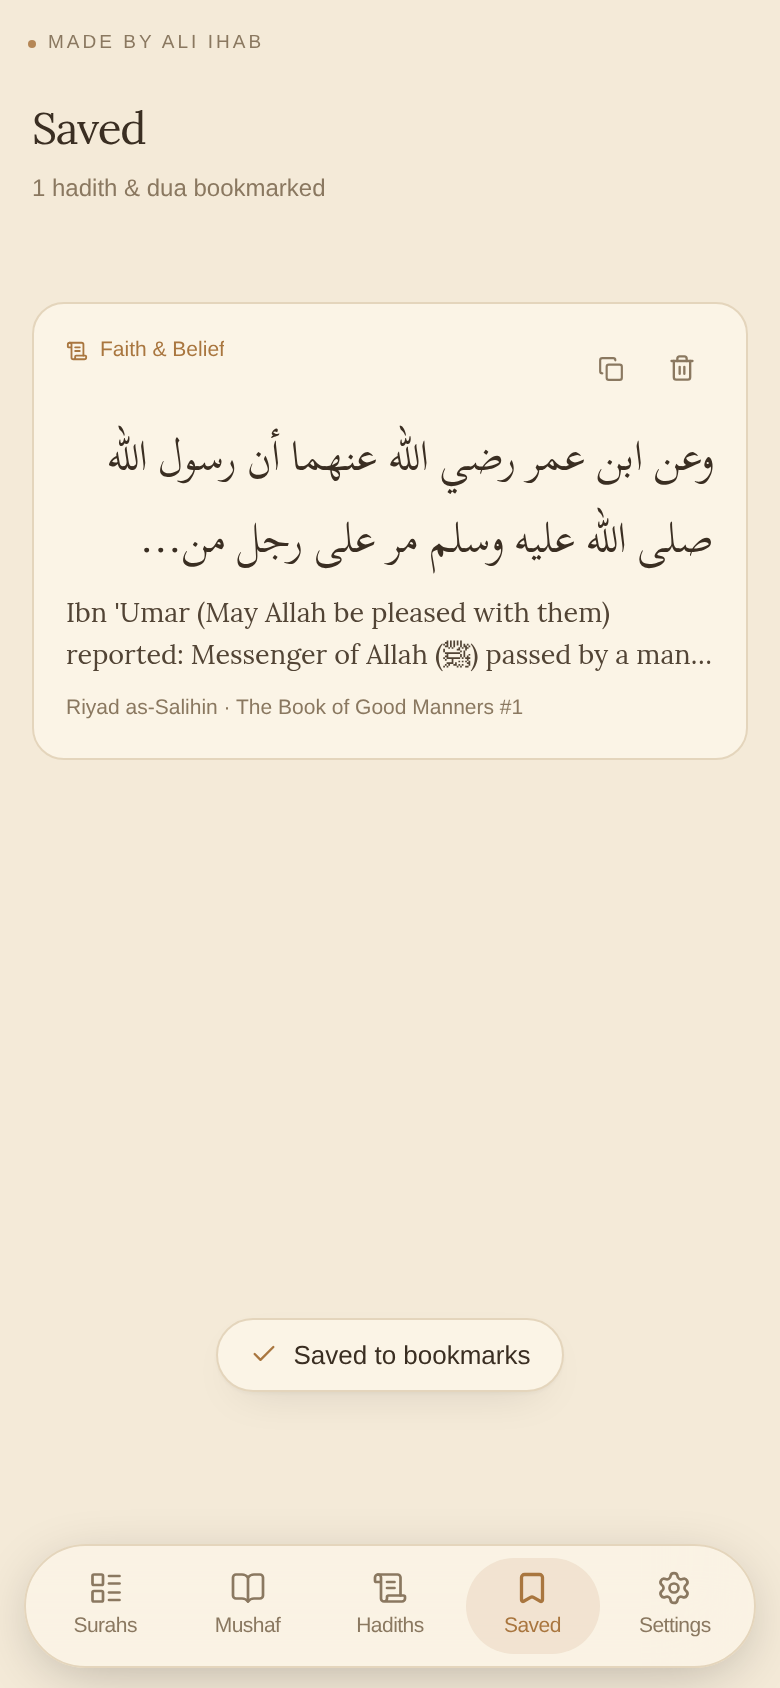 MADE BY ALI IHAB
Saved
1 hadith & dua bookmarked
Faith & Belief
وعن ابن عمر رضي الله عنهما أن رسول الله
صلى الله عليه وسلم مر على رجل من...
Ibn 'Umar (May Allah be pleased with them)
reported: Messenger of Allah (ﷺ) passed by a man...
Riyad as-Salihin · The Book of Good Manners #1
Saved to bookmarks
Surahs
Mushaf
Hadiths
Saved
Settings